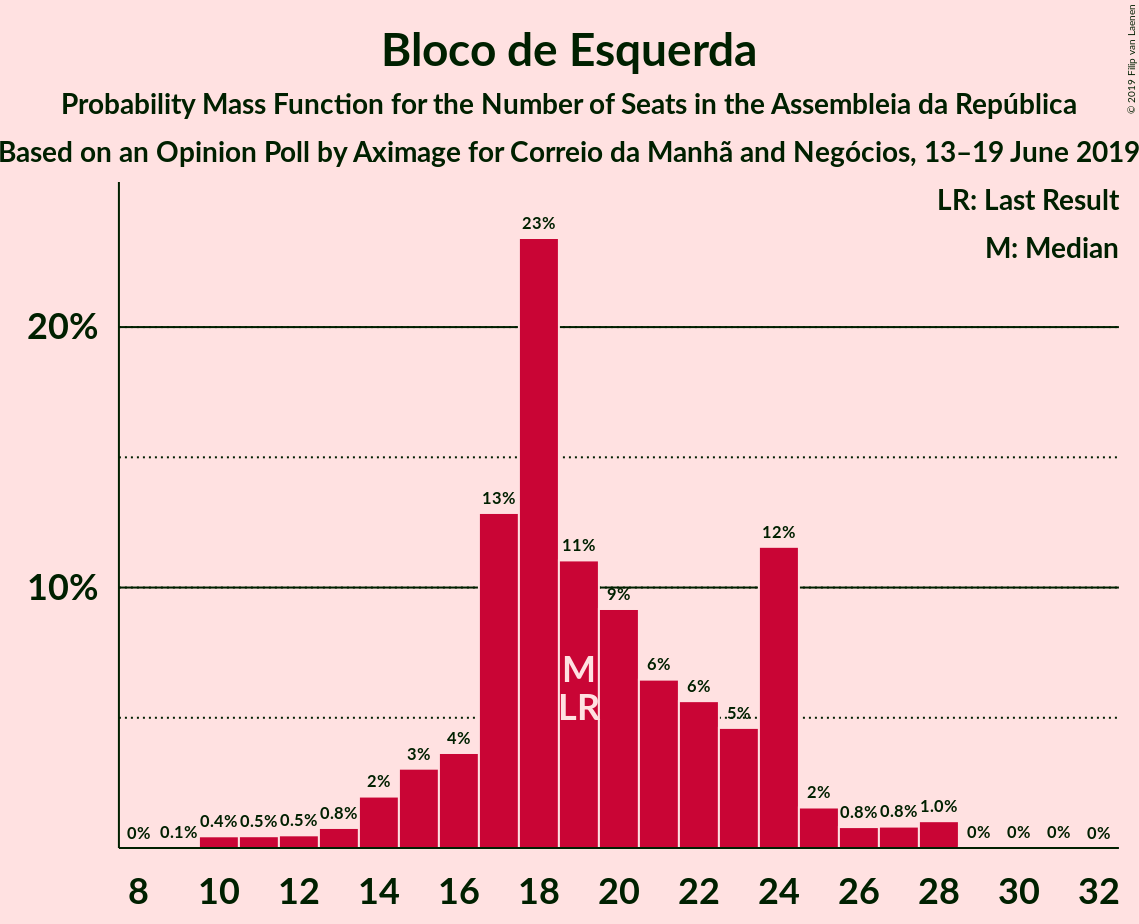 Bloco de Esquerda
Probability Mass Function for the Number of Seats in the Assembleia da República
Based on an Opinion Poll by Aximage for Correio da Manhã and Negócios, 13–19 June 2019
© 2019 Filip van Laenen
LR: Last Result
M: Median
20%
10%
0% 0.1% 0.4% 0.5% 0.5% 0.8% 2% 3% 4% 13% 23% 11% 9% 6% 6% 5% 12% 2% 0.8% 0.8% 1.0% 0% 0% 0% 0%
M
LR
8 10 12 14 16 18 20 22 24 26 28 30 32